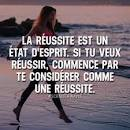 LA RÉUSSITE EST UN
ÉTAT D'ESPRIT. SI TU VEUX
RÉUSSIR, COMMENCE PAR
TE CONSIDÉRER COMME
UNE RÉUSSITE.